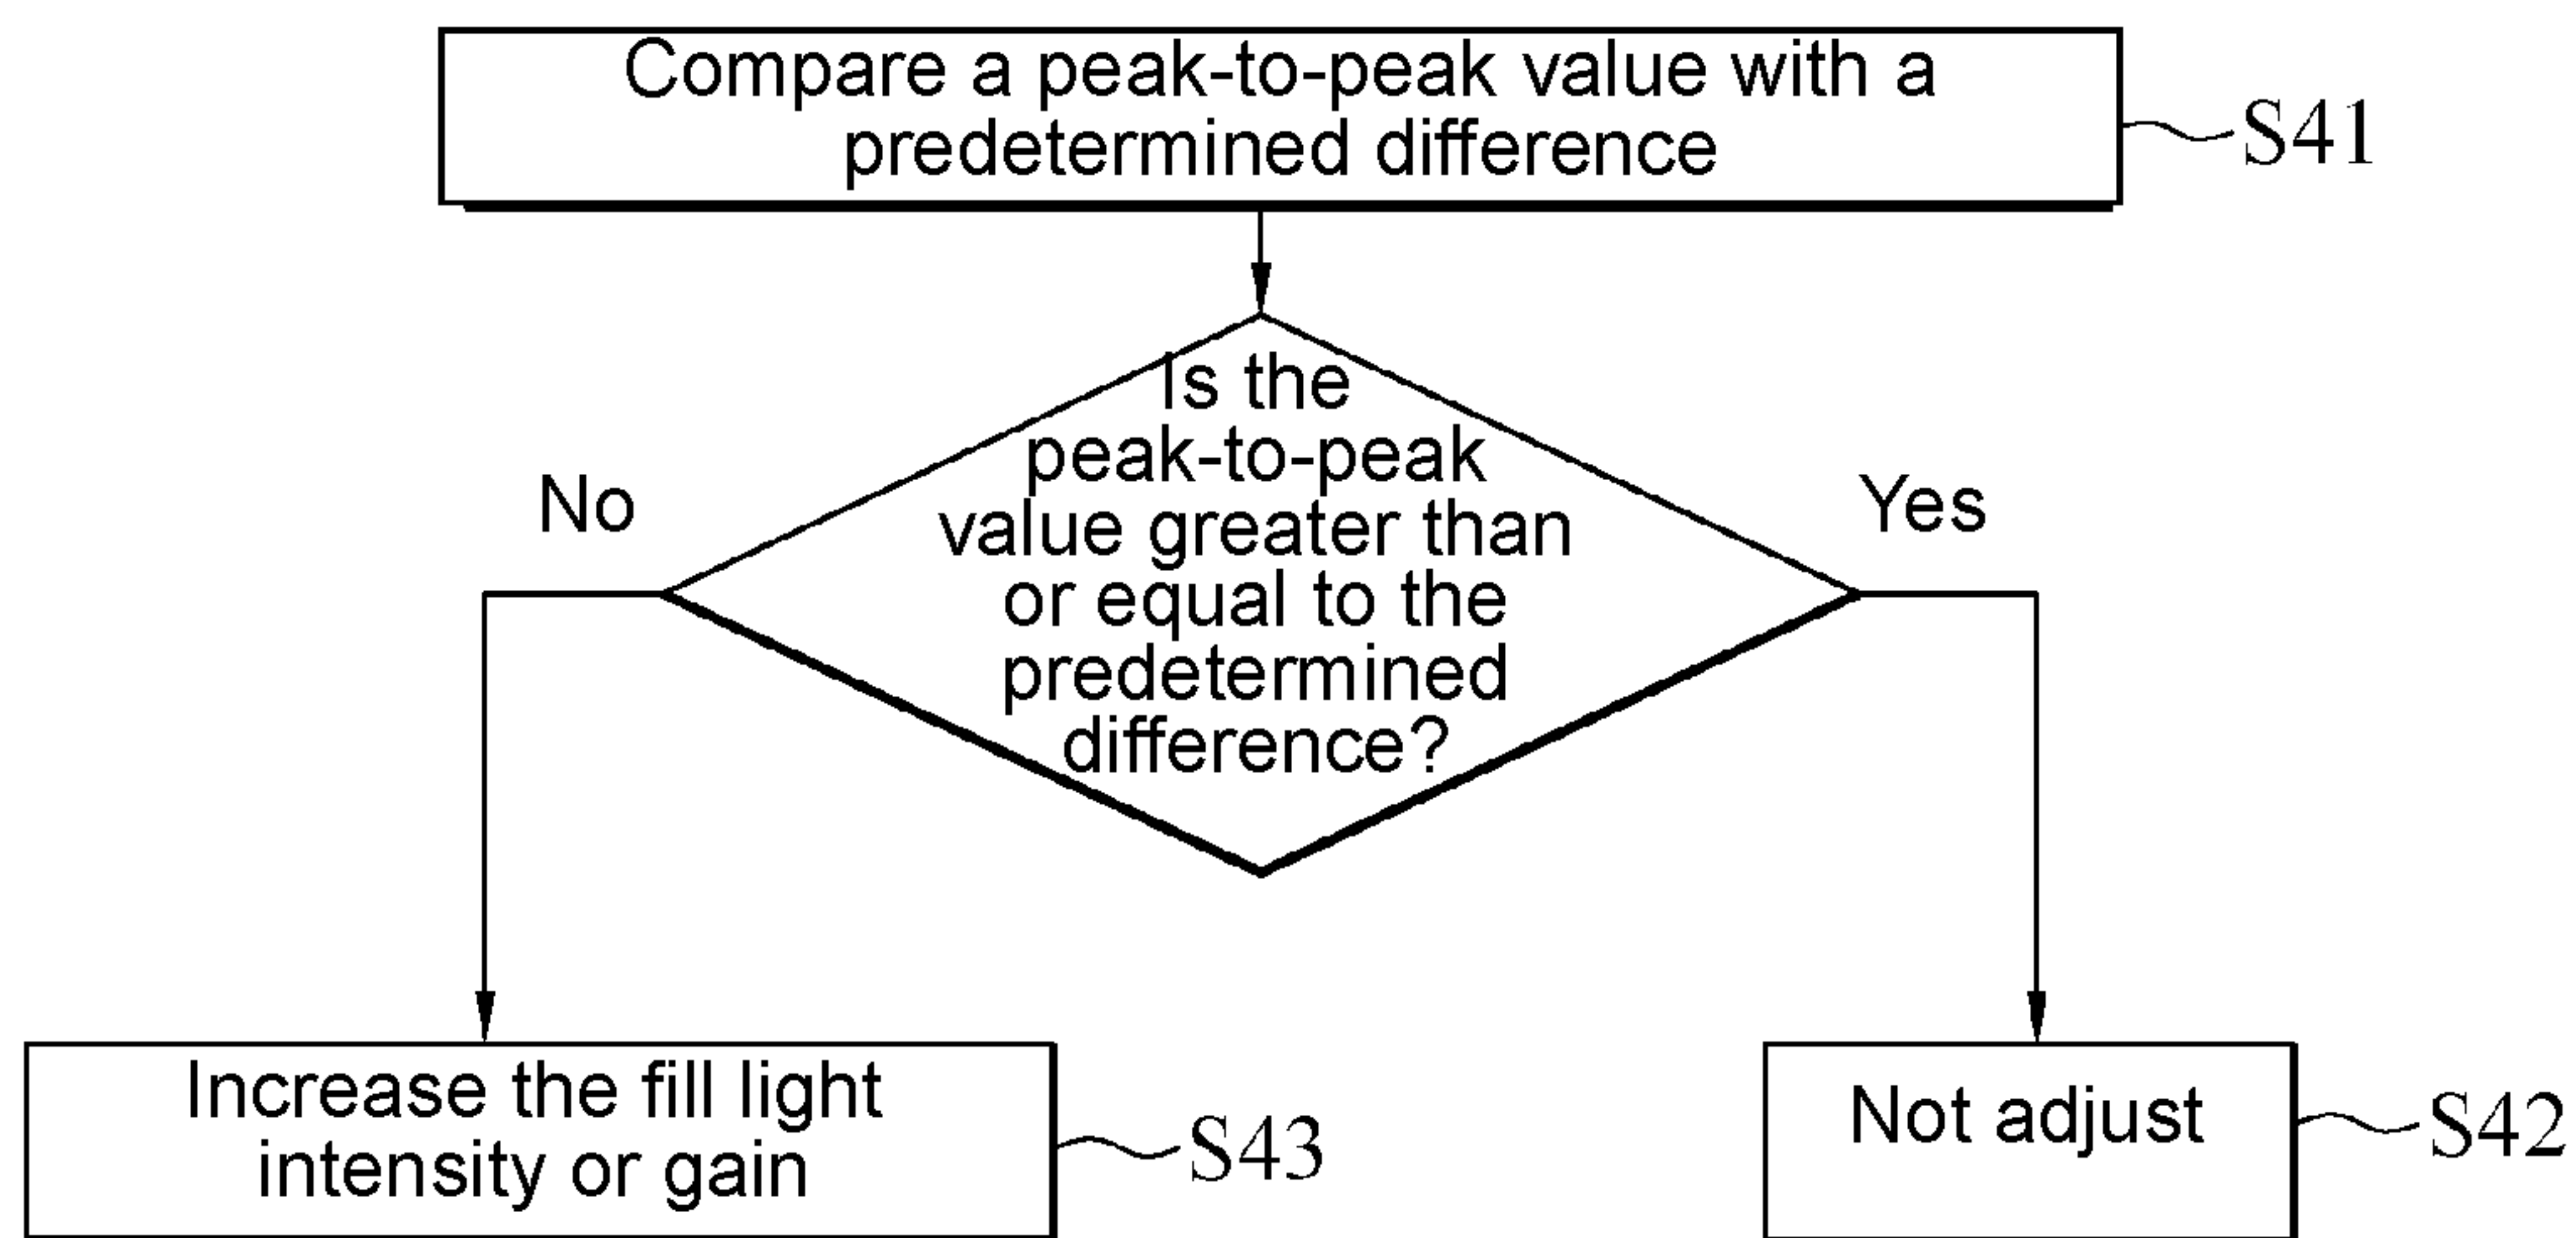 Compare a peak-to-peak value with a
predetermined difference
S41
Is the
peak-to-peak
value greater than
or equal to the
predetermined
difference?
No
Yes
Increase the fill light
intensity or gain
S43
Not adjust
S42